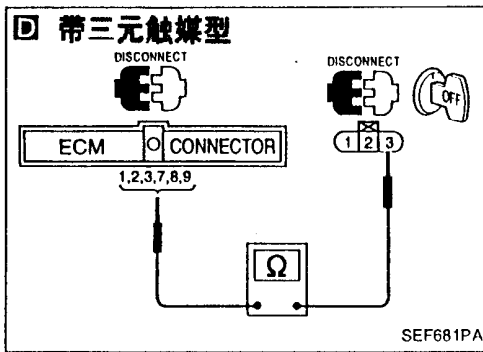 D 带三元触媒型
DISCONNECT
DISCONNECT
OFF
ECM CONNECTOR
1 2 3
1,2,3,7,8,9
Ω
SEF681PA